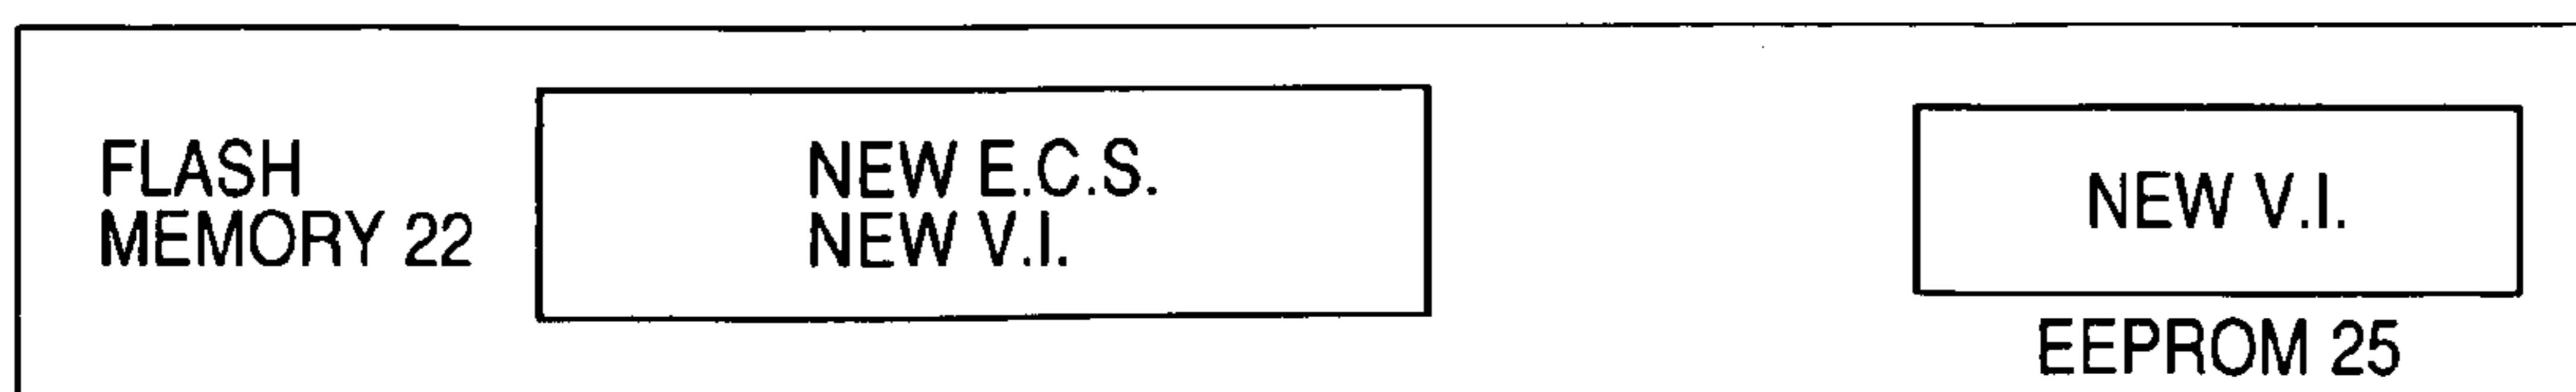 FLASH
MEMORY 22
NEW E.C.S.
NEW V.I.
NEW V.I.
EEPROM 25